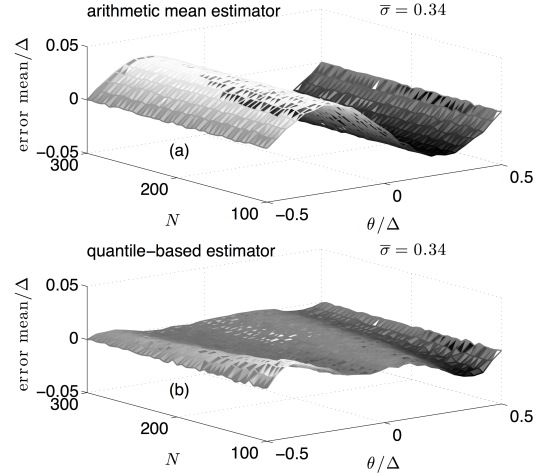 arithmetic mean estimator
σ̅ = 0.34
error mean/Δ
0.05
0
−0.05
(a)
300
200
100
N
−0.5
0
0.5
θ/Δ
quantile−based estimator
σ̅ = 0.34
error mean/Δ
0.05
0
−0.05
(b)
300
200
100
N
−0.5
0
0.5
θ/Δ